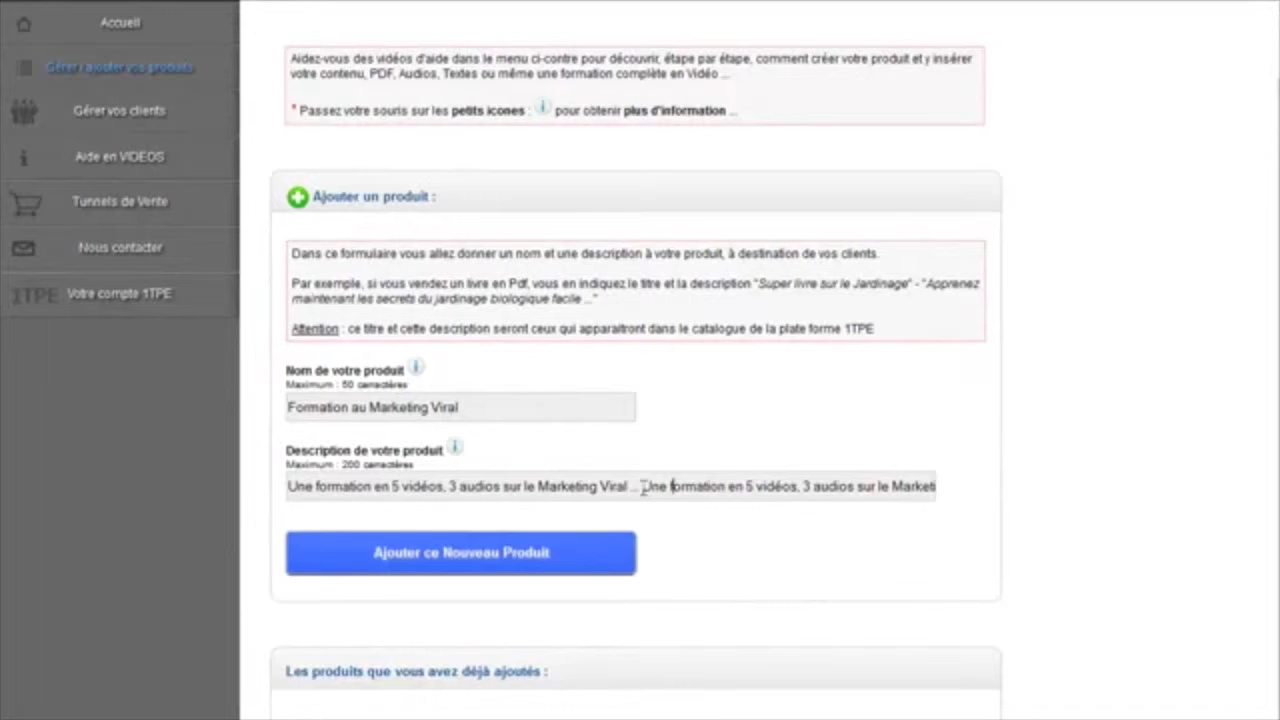 Accueil
Gérer / ajouter vos produits
Gérer vos clients
Aide en VIDEOS
Tunnels de Vente
Nous contacter
1TPE Votre compte 1TPE
Aidez-vous des vidéos d'aide dans le menu ci-contre pour découvrir, étape par étape, comment créer votre produit et y insérer
votre contenu, PDF, Audios, Textes ou même une formation complète en Vidéo ...
* Passez votre souris sur les petits icones : i pour obtenir plus d'information ...
Ajouter un produit :
Dans ce formulaire vous allez donner un nom et une description à votre produit, à destination de vos clients.
Par exemple, si vous vendez un livre en Pdf, vous en indiquez le titre et la description "Super livre sur le Jardinage" - "Apprenez
maintenant les secrets du jardinage biologique facile ..."
Attention : ce titre et cette description seront ceux qui apparaitront dans le catalogue de la plate forme 1TPE
Nom de votre produit i
Maximum : 50 carractères
Formation au Marketing Viral
Description de votre produit i
Maximum : 200 carractères
Une formation en 5 vidéos, 3 audios sur le Marketing Viral ... Une formation en 5 vidéos, 3 audios sur le Marketi
Ajouter ce Nouveau Produit
Les produits que vous avez déjà ajoutés :